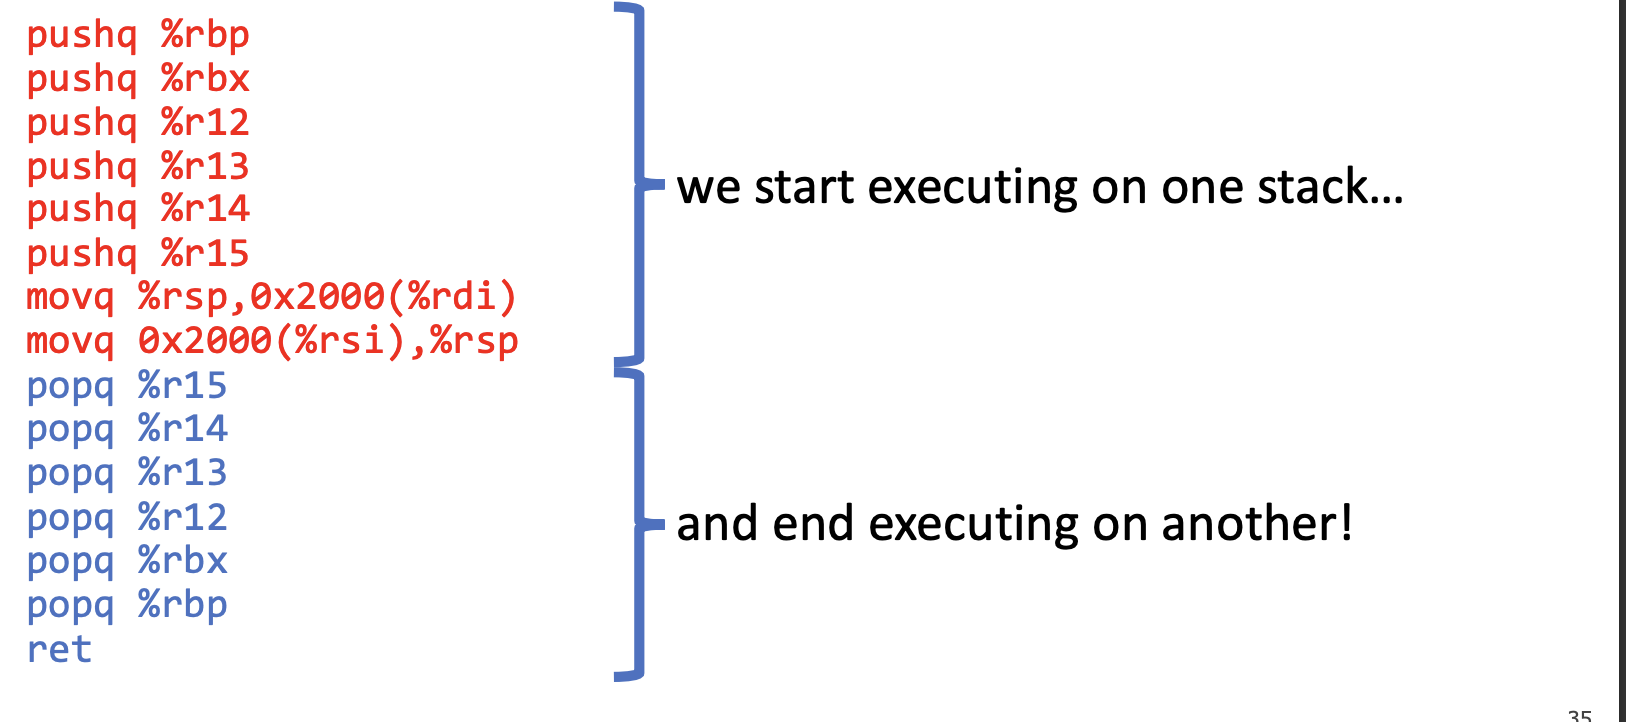 pushq %rbp
pushq %rbx
pushq %r12
pushq %r13
pushq %r14
pushq %r15
movq %rsp,0x2000(%rdi)
movq 0x2000(%rsi),%rsp
we start executing on one stack...
popq %r15
popq %r14
popq %r13
popq %r12
popq %rbx
popq %rbp
ret
and end executing on another!
35